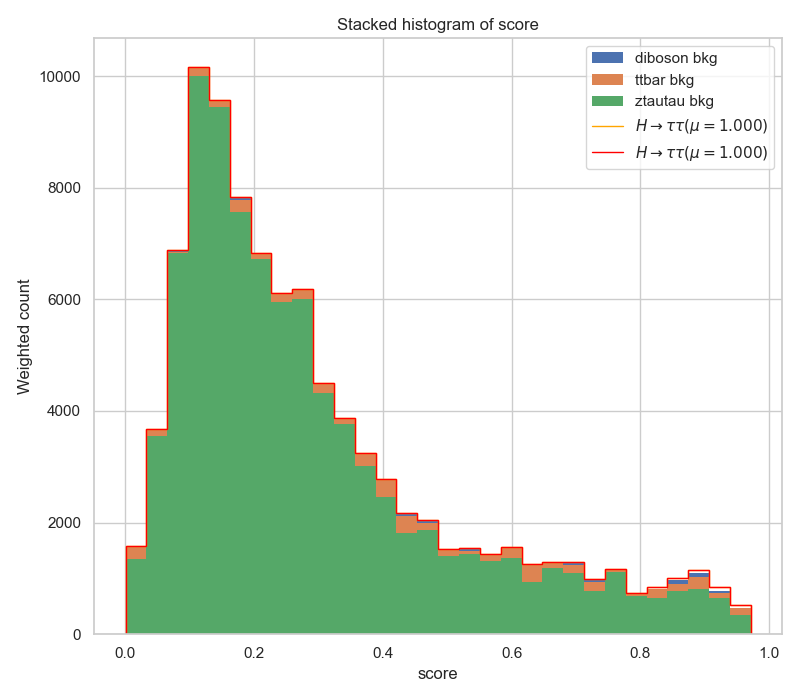 Stacked histogram of score
diboson bkg
ttbar bkg
ztautau bkg
H → ττ(μ = 1.000)
H → ττ(μ = 1.000)
Weighted count
10000
8000
6000
4000
2000
0
0.0 0.2 0.4 0.6 0.8 1.0
score